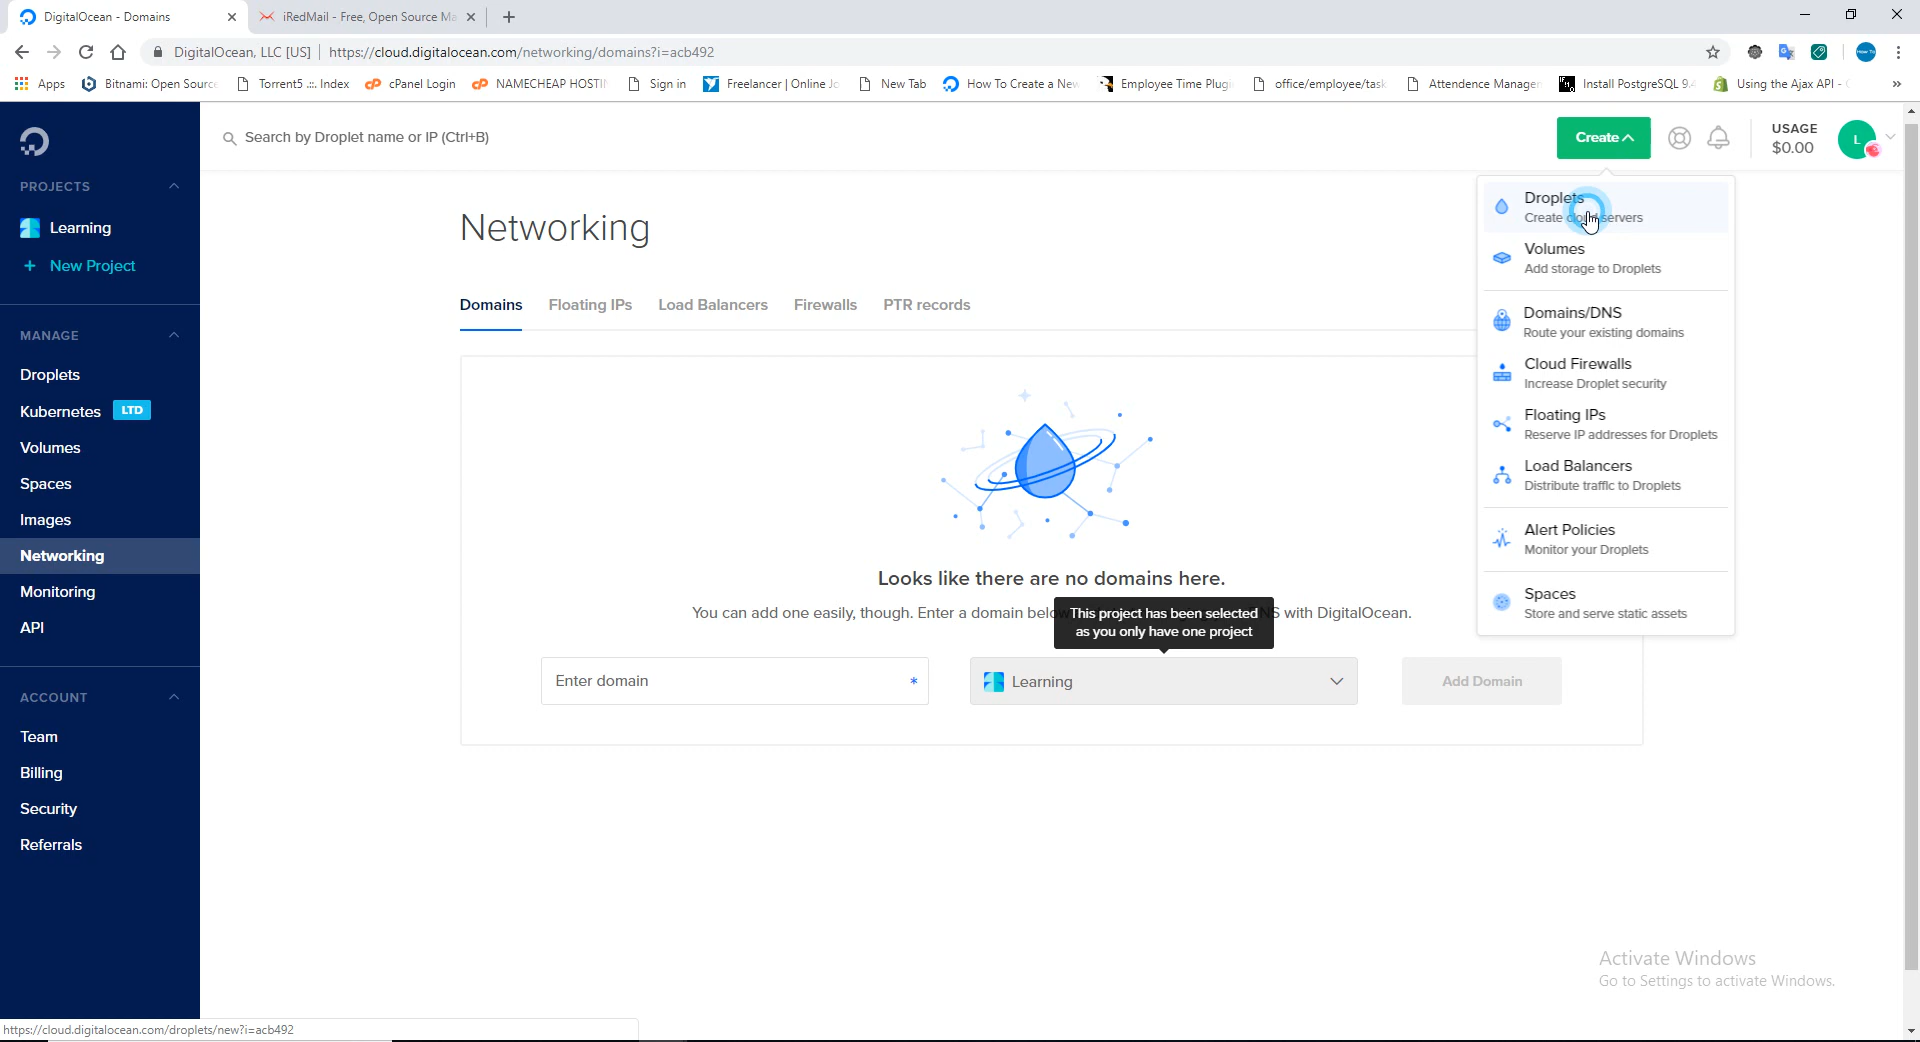 DigitalOcean - Domains
iRedMail - Free, Open Source Ma
DigitalOcean, LLC [US]
https://cloud.digitalocean.com/networking/domains?i=acb492
Apps
Bitnami: Open Source
Torrent5 .::. Index
cPanel Login
NAMECHEAP HOSTI
Sign in
Freelancer | Online Jo
New Tab
How To Create a New
Employee Time Plugi
office/employee/task
Attendence Manager
Install PostgreSQL 9.4
Using the Ajax API -
Search by Droplet name or IP (Ctrl+B)
Create
USAGE
$0.00
L
PROJECTS
Learning
+ New Project
MANAGE
Droplets
Kubernetes LTD
Volumes
Spaces
Images
Networking
Monitoring
API
ACCOUNT
Team
Billing
Security
Referrals
Networking
Domains
Floating IPs
Load Balancers
Firewalls
PTR records
Looks like there are no domains here.
You can add one easily, though. Enter a domain below NS with DigitalOcean.
This project has been selected
as you only have one project
Enter domain *
Learning
Add Domain
Droplets
Create cloud servers
Volumes
Add storage to Droplets
Domains/DNS
Route your existing domains
Cloud Firewalls
Increase Droplet security
Floating IPs
Reserve IP addresses for Droplets
Load Balancers
Distribute traffic to Droplets
Alert Policies
Monitor your Droplets
Spaces
Store and serve static assets
Activate Windows
Go to Settings to activate Windows.
https://cloud.digitalocean.com/droplets/new?i=acb492